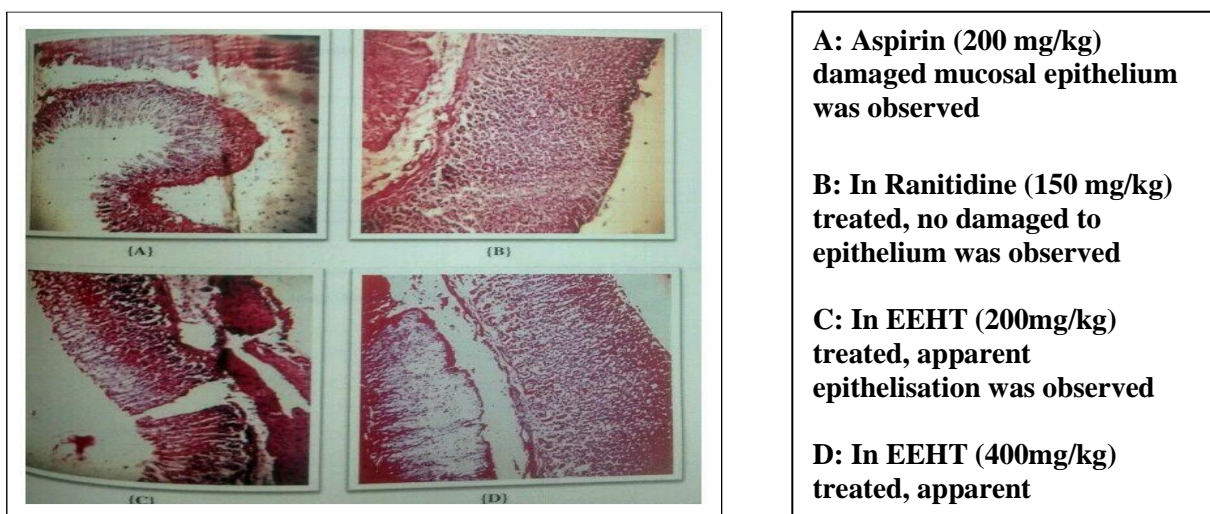 {A}
{B}
{C}
{D}
A: Aspirin (200 mg/kg)
damaged mucosal epithelium
was observed
B: In Ranitidine (150 mg/kg)
treated, no damaged to
epithelium was observed
C: In EEHT (200mg/kg)
treated, apparent
epithelisation was observed
D: In EEHT (400mg/kg)
treated, apparent